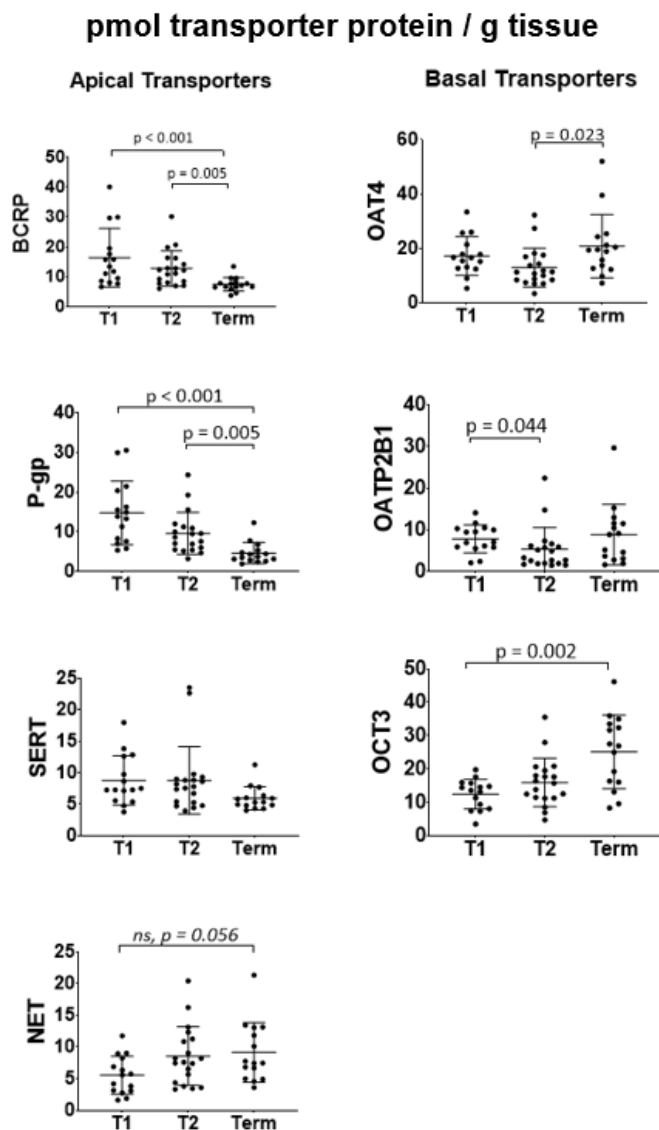 pmol transporter protein / g tissue
Apical Transporters
Basal Transporters
BCRP
50
40
30
20
10
0
p < 0.001
p = 0.005
T1 T2 Term
OAT4
60
40
20
0
p = 0.023
T1 T2 Term
P-gp
40
30
20
10
0
p < 0.001
p = 0.005
T1 T2 Term
OATP2B1
40
30
20
10
0
p = 0.044
T1 T2 Term
SERT
25
20
15
10
5
0
T1 T2 Term
OCT3
50
40
30
20
10
0
p = 0.002
T1 T2 Term
NET
25
20
15
10
5
0
ns, p = 0.056
T1 T2 Term